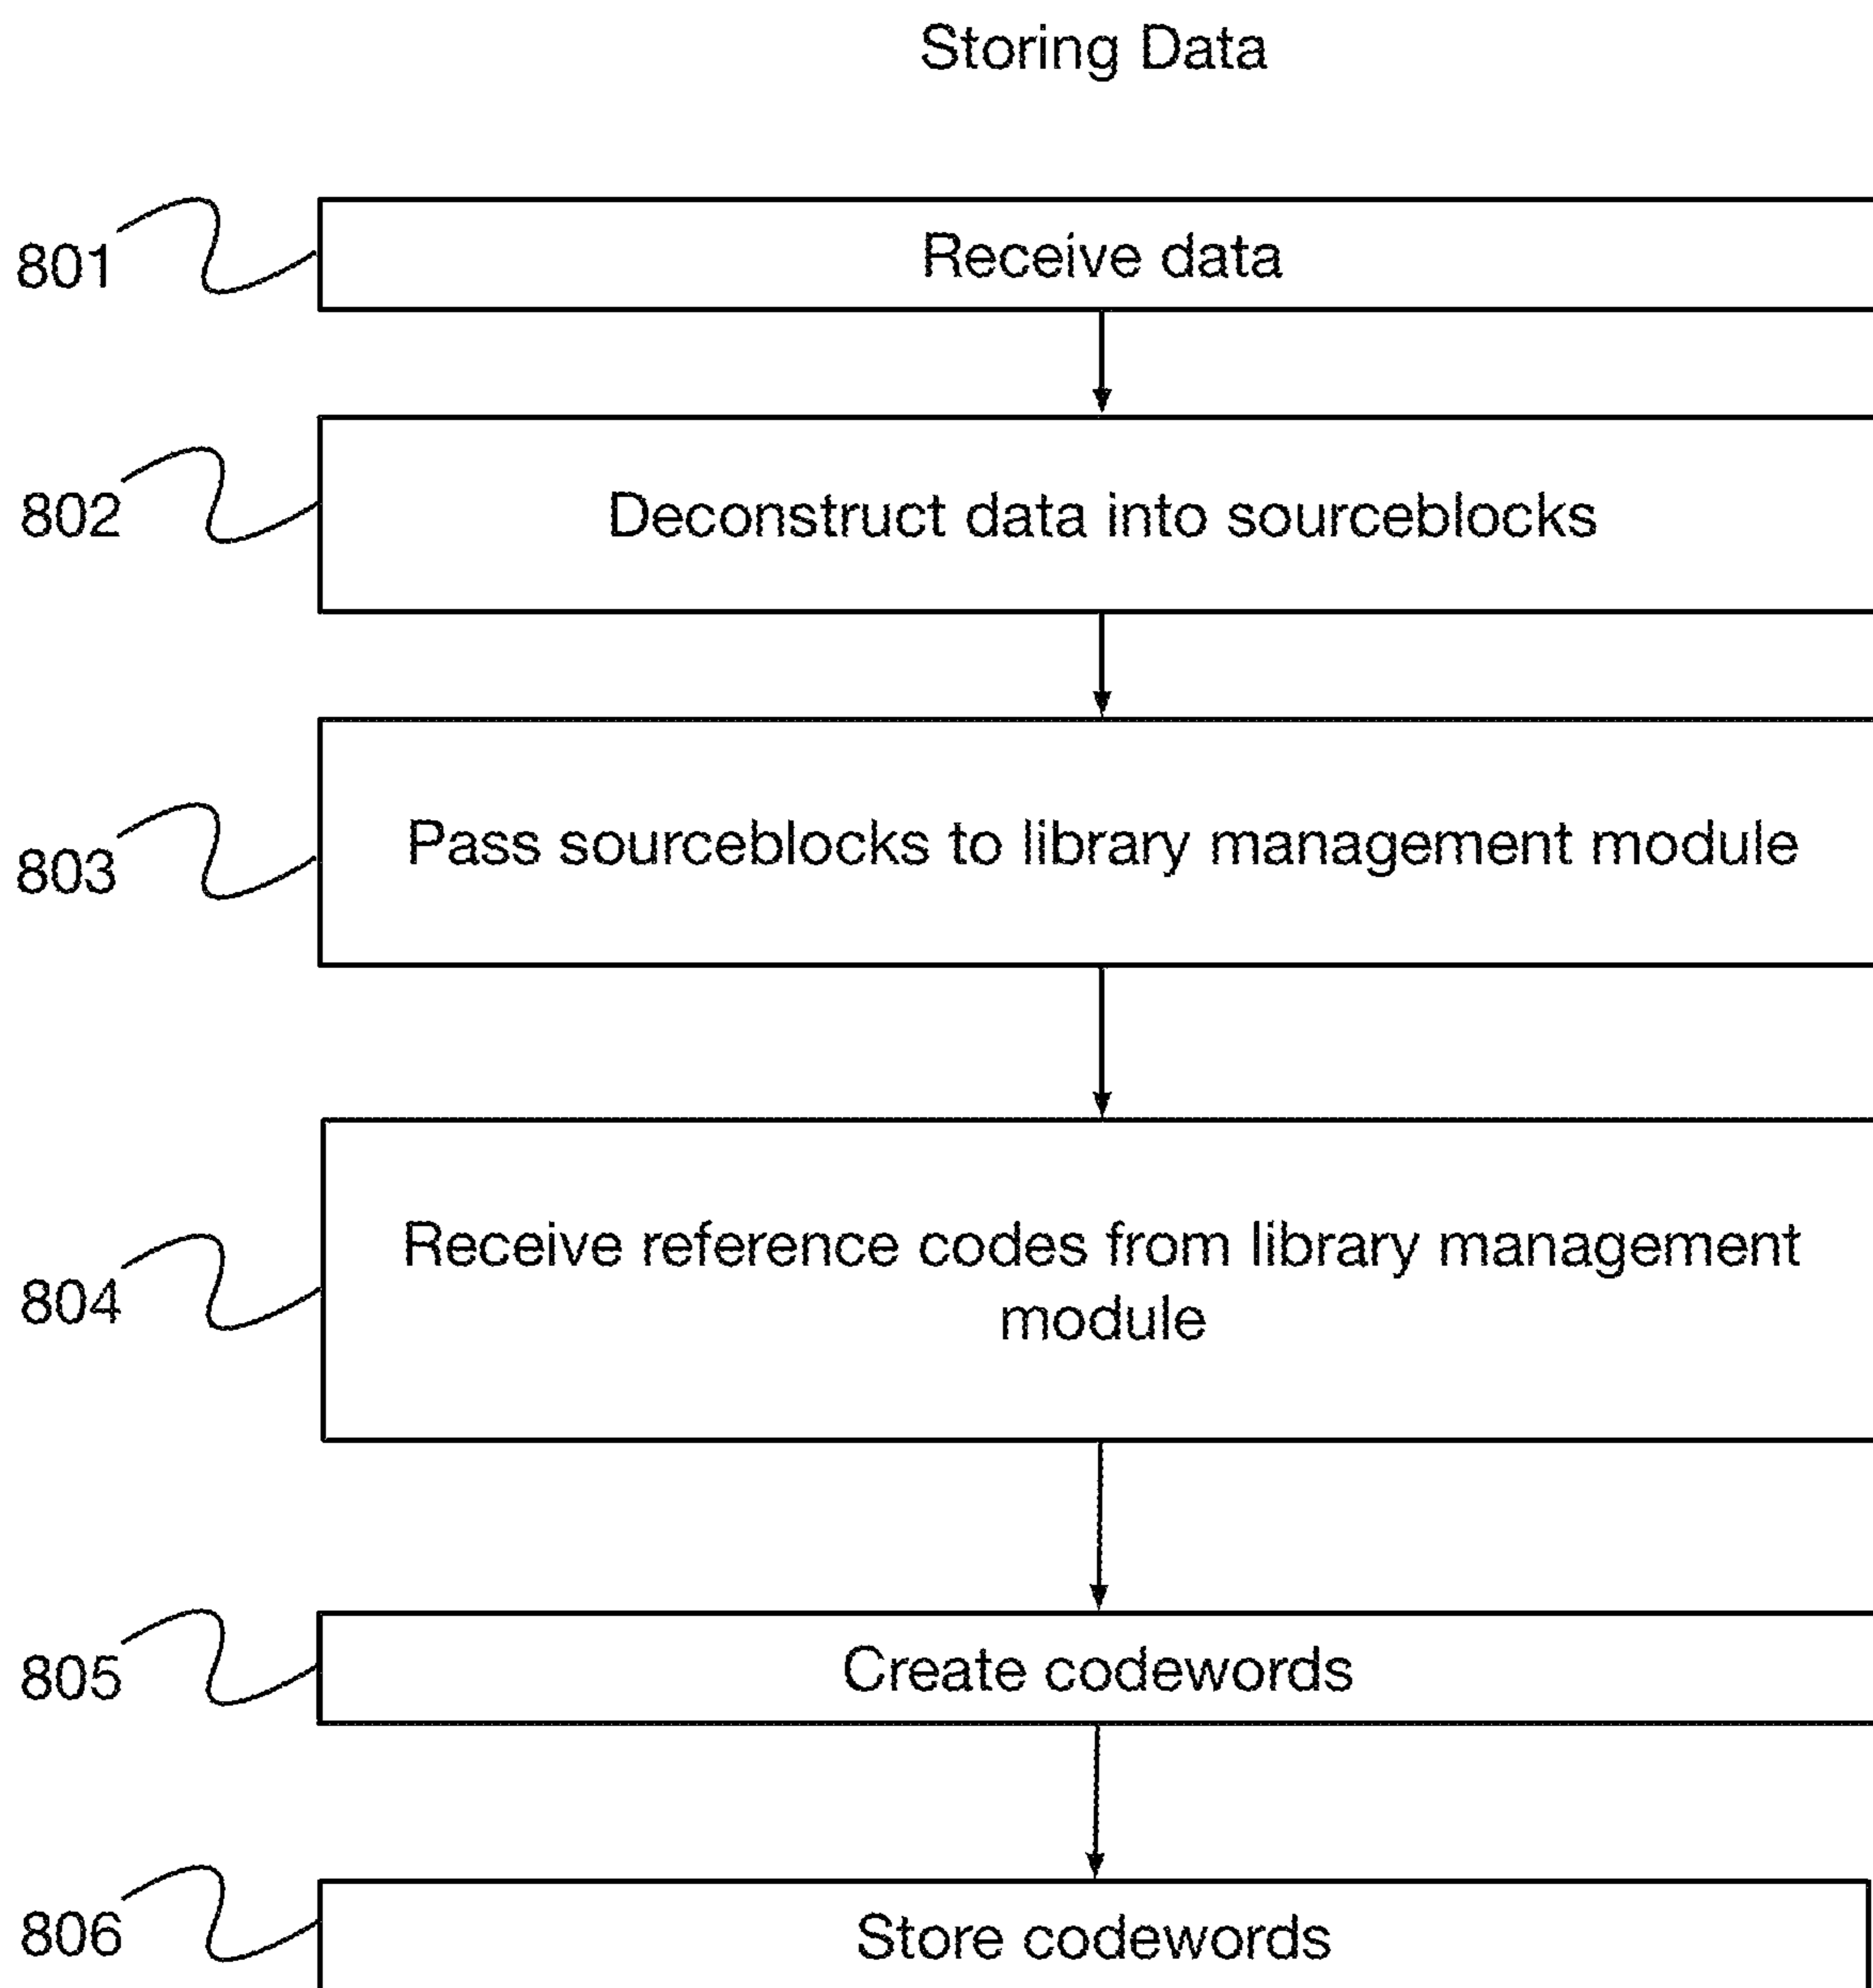 Storing Data
801
Receive data
802
Deconstruct data into sourceblocks
803
Pass sourceblocks to library management module
804
Receive reference codes from library management
module
805
Create codewords
806
Store codewords